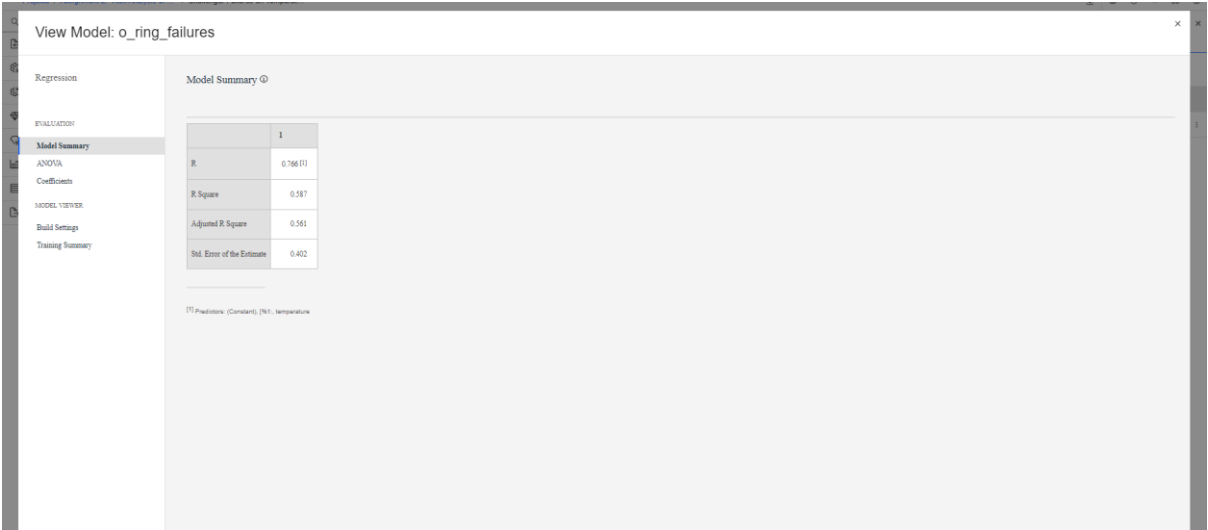 View Model: o_ring_failures
Regression
EVALUATION
Model Summary
ANOVA
Coefficients
MODEL VIEWER
Build Settings
Training Summary
Model Summary
1
R 0.766 [1]
R Square 0.587
Adjusted R Square 0.561
Std. Error of the Estimate 0.402
[1] Predictors: (Constant), [%1:, temperature